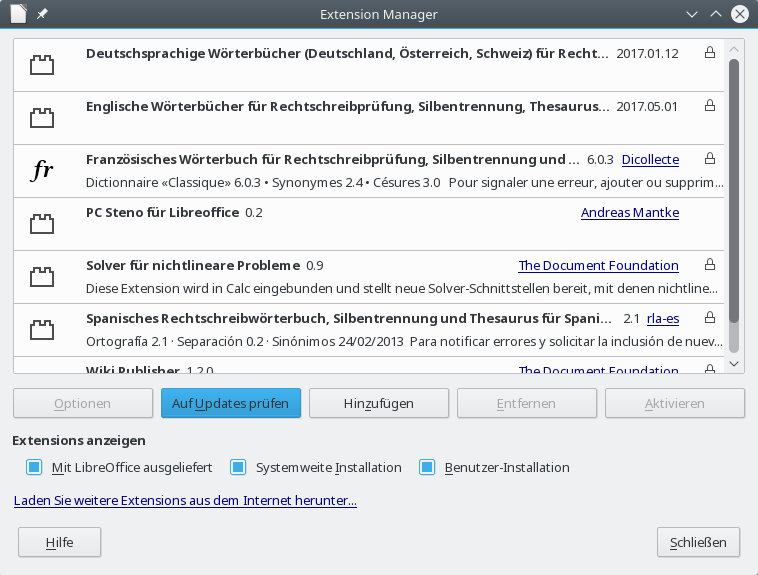 Extension Manager
Deutschsprachige Wörterbücher (Deutschland, Österreich, Schweiz) für Recht... 2017.01.12
Englische Wörterbücher für Rechtschreibprüfung, Silbentrennung, Thesaurus... 2017.05.01
fr
Französisches Wörterbuch für Rechtschreibprüfung, Silbentrennung und ... 6.0.3 Dicollecte
Dictionnaire «Classique» 6.0.3 • Synonymes 2.4 • Césures 3.0 Pour signaler une erreur, ajouter ou supprim...
PC Steno für Libreoffice 0.2 Andreas Mantke
Solver für nichtlineare Probleme 0.9 The Document Foundation
Diese Extension wird in Calc eingebunden und stellt neue Solver-Schnittstellen bereit, mit denen nichtline...
Spanisches Rechtschreibwörterbuch, Silbentrennung und Thesaurus für Spani... 2.1 rla-es
Ortografía 2.1 · Separación 0.2 · Sinónimos 24/02/2013 Para notificar errores y solicitar la inclusión de nuev...
Wiki Publisher 1.2.0 The Document Foundation
Optionen Auf Updates prüfen Hinzufügen Entfernen Aktivieren
Extensions anzeigen
Mit LibreOffice ausgeliefert Systemweite Installation Benutzer-Installation
Laden Sie weitere Extensions aus dem Internet herunter...
Hilfe Schließen